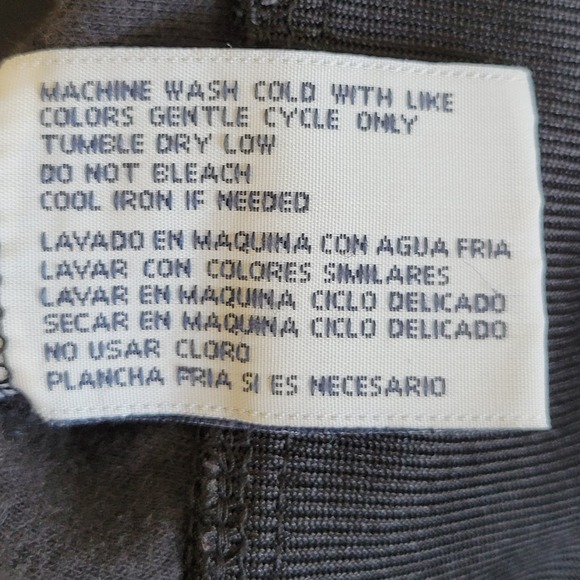 MACHINE WASH COLD WITH LIKE
COLORS GENTLE CYCLE ONLY
TUMBLE DRY LOW
DO NOT BLEACH
COOL IRON IF NEEDED
LAVADO EN MAQUINA CON AGUA FRIA
LAVAR CON COLORES SIMILARES
LAVAR EN MAQUINA CICLO DELICADO
SECAR EN MAQUINA CICLO DELICADO
NO USAR CLORO
PLANCHA FRIA SI ES NECESARIO